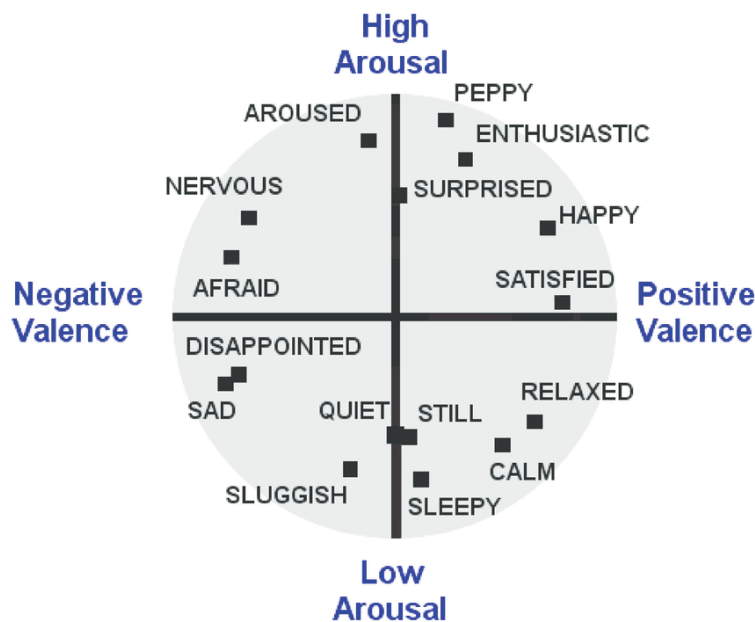 High
Arousal
PEPPY
AROUSED
ENTHUSIASTIC
NERVOUS
SURPRISED
HAPPY
AFRAID
SATISFIED
Negative
Valence
Positive
Valence
DISAPPOINTED
SAD
QUIET
STILL
RELAXED
CALM
SLUGGISH
SLEEPY
Low
Arousal